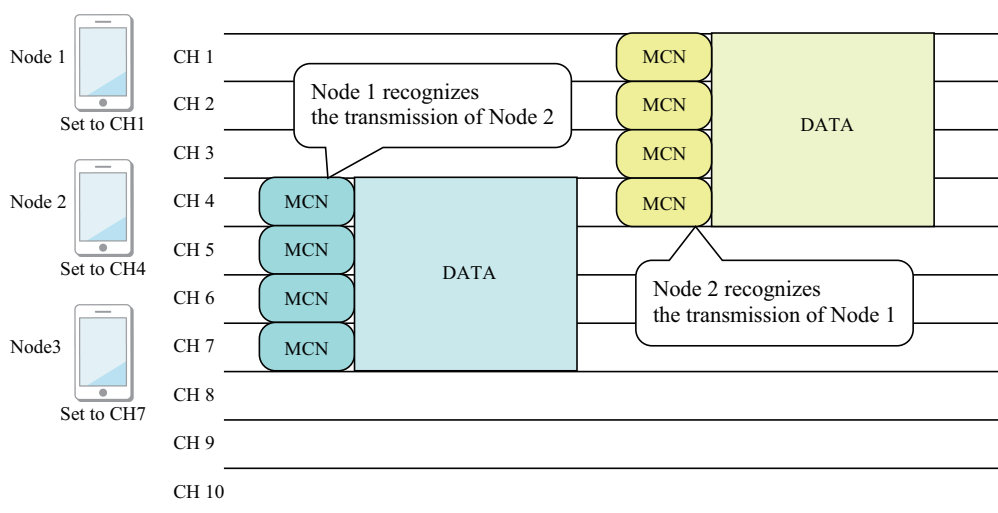 Node 1
Set to CH1
Node 2
Set to CH4
Node3
Set to CH7
CH 1
CH 2
CH 3
CH 4
CH 5
CH 6
CH 7
CH 8
CH 9
CH 10
Node 1 recognizes
the transmission of Node 2
MCN
MCN
MCN
MCN
DATA
MCN
MCN
MCN
MCN
DATA
Node 2 recognizes
the transmission of Node 1